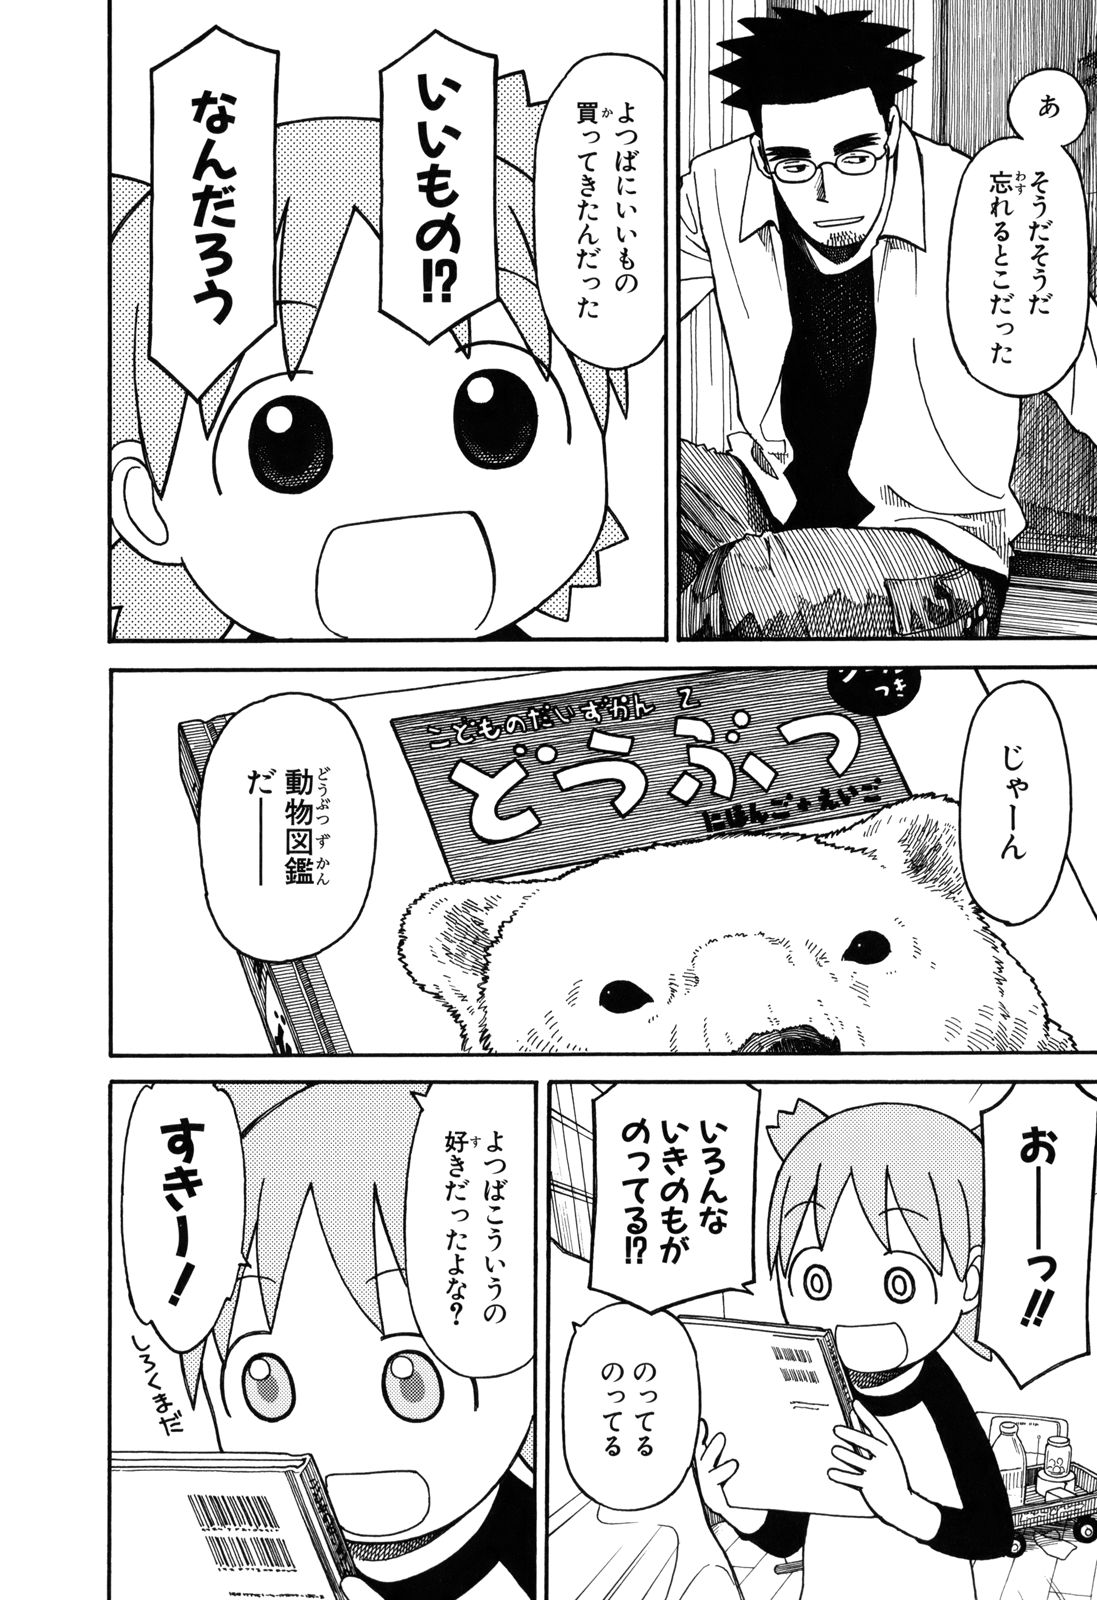 あ
そうだそうだ
忘れるとこだった
よつばにいいもの
買ってきたんだった
いいもの!?
なんだろう
じゃーん
つき
こどものだいずかん 2
どうぶつ
にほんご+えいご
動物図鑑
だ――
お――っ!!
いろんな
いきものが
のってる!?
のってる
のってる
よつばこういうの
好きだったよな?
すきー!
しろくまだ